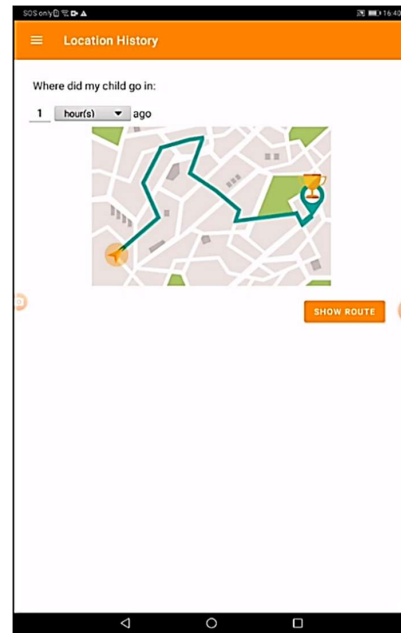 SOS only 16:40
Location History
Where did my child go in:
1 hour(s) ago
SHOW ROUTE